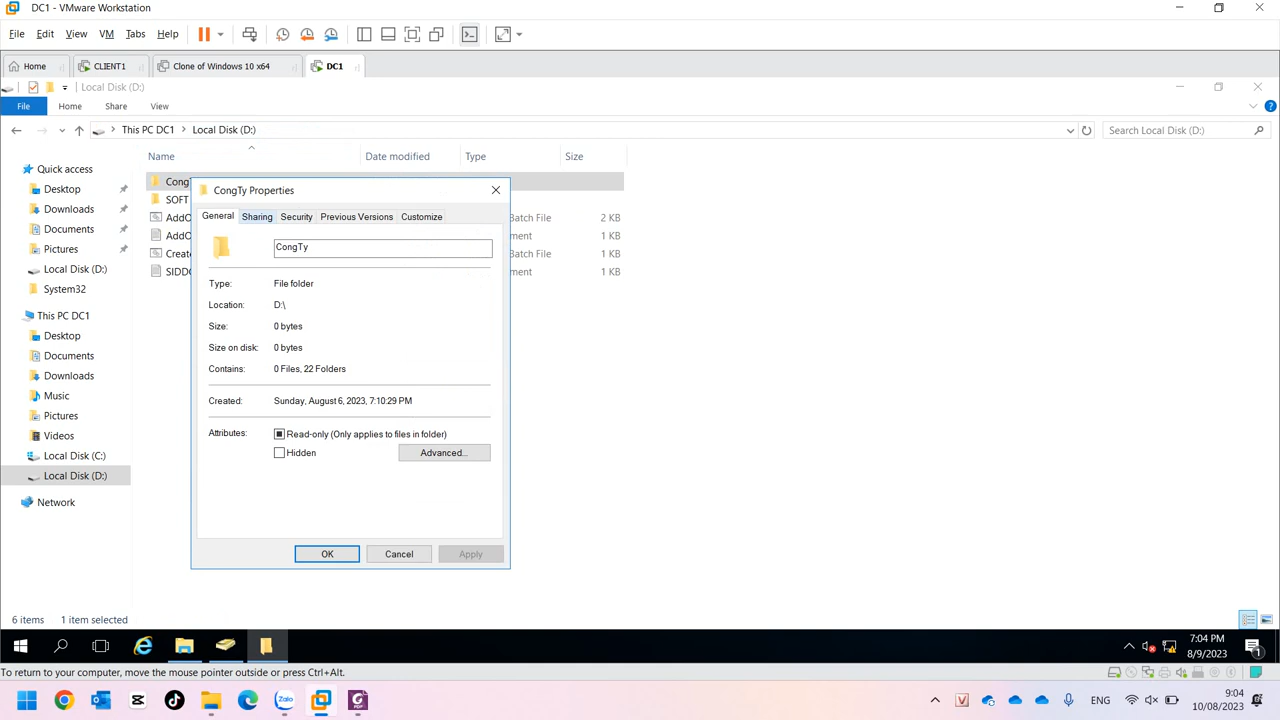 DC1 - VMware Workstation
File Edit View VM Tabs Help
Home CLIENT1 Clone of Windows 10 x64 DC1
Local Disk (D:)
File Home Share View
This PC DC1 Local Disk (D:) Search Local Disk (D:)
Name Date modified Type Size
Quick access
Desktop
Downloads
Documents
Pictures
Local Disk (D:)
System32
This PC DC1
Desktop
Documents
Downloads
Music
Pictures
Videos
Local Disk (C:)
Local Disk (D:)
Network
Cong
SOFT
AddO Batch File 2 KB
AddO ment 1 KB
Create Batch File 1 KB
SIDDC ment 1 KB
CongTy Properties
General Sharing Security Previous Versions Customize
CongTy
Type: File folder
Location: D:\
Size: 0 bytes
Size on disk: 0 bytes
Contains: 0 Files, 22 Folders
Created: Sunday, August 6, 2023, 7:10:29 PM
Attributes: Read-only (Only applies to files in folder)
Hidden Advanced...
OK Cancel Apply
6 items 1 item selected
7:04 PM
8/9/2023
1
To return to your computer, move the mouse pointer outside or press Ctrl+Alt.
Zalo
PDF
V
ENG
9:04
10/08/2023